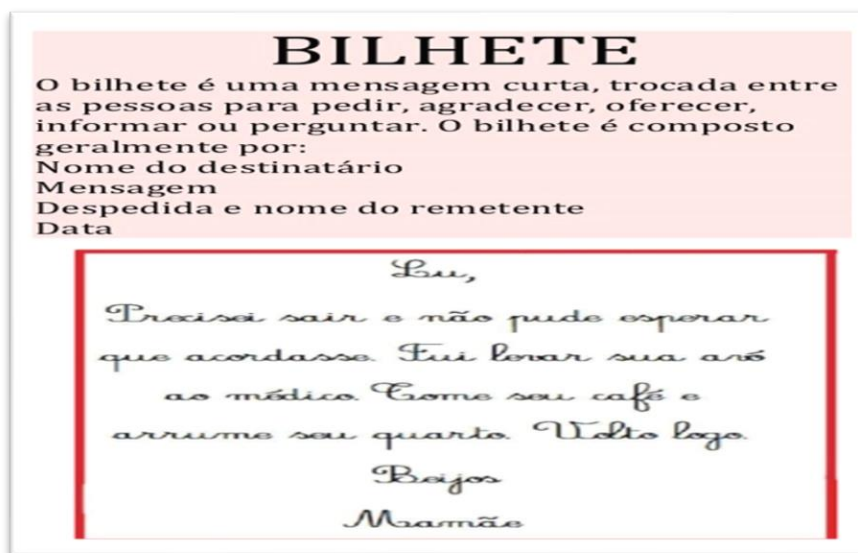 BILHETE
O bilhete é uma mensagem curta, trocada entre
as pessoas para pedir, agradecer, oferecer,
informar ou perguntar. O bilhete é composto
geralmente por:
Nome do destinatário
Mensagem
Despedida e nome do remetente
Data
Lu,
Precisei sair e não pude esperar
que acordasse. Fui levar sua avó
ao médico. Tome seu café e
arrume seu quarto. Volto logo.
Beijos
Mamãe